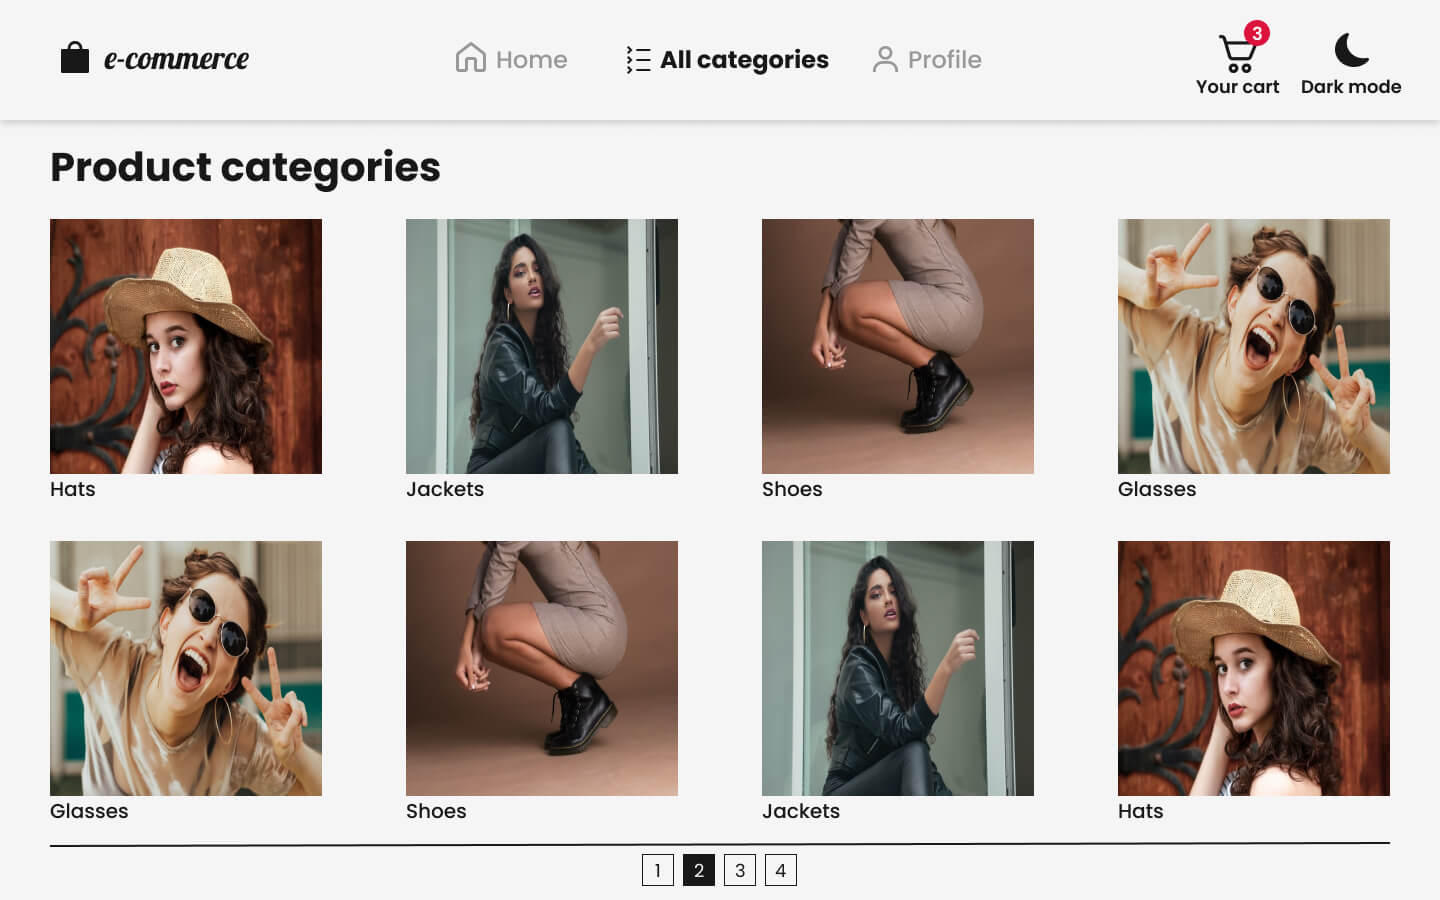 e-commerce
Home
All categories
Profile
3
Your cart
Dark mode
Product categories
Hats
Jackets
Shoes
Glasses
Glasses
Shoes
Jackets
Hats
1 2 3 4